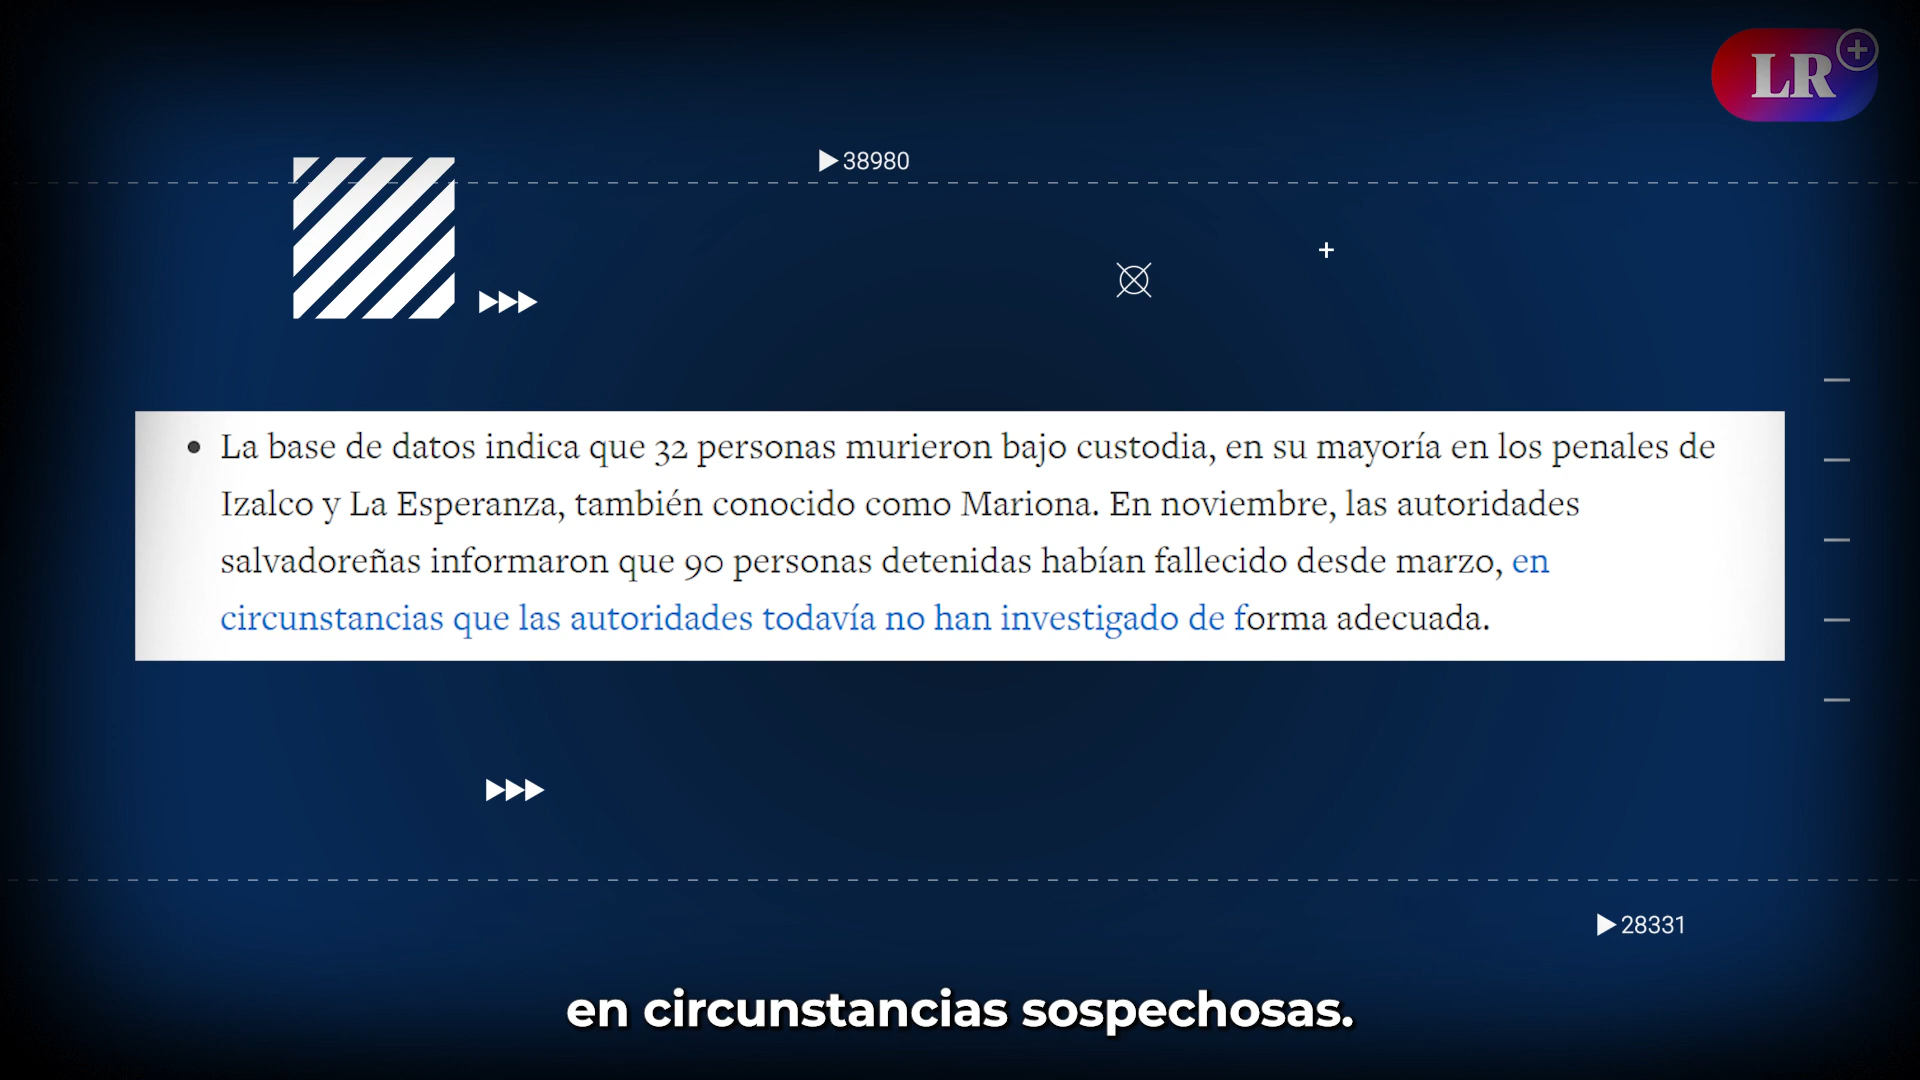 LR+
38980
• La base de datos indica que 32 personas murieron bajo custodia, en su mayoría en los penales de
Izalco y La Esperanza, también conocido como Mariona. En noviembre, las autoridades
salvadoreñas informaron que 90 personas detenidas habían fallecido desde marzo, en
circunstancias que las autoridades todavía no han investigado de forma adecuada.
28331
en circunstancias sospechosas.